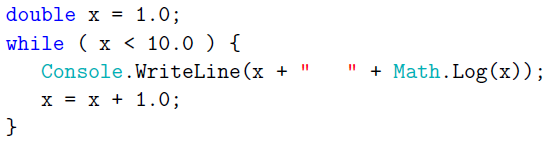 double x = 1.0;
while ( x < 10.0 ) {
   Console.WriteLine(x + "   " + Math.Log(x));
   x = x + 1.0;
}